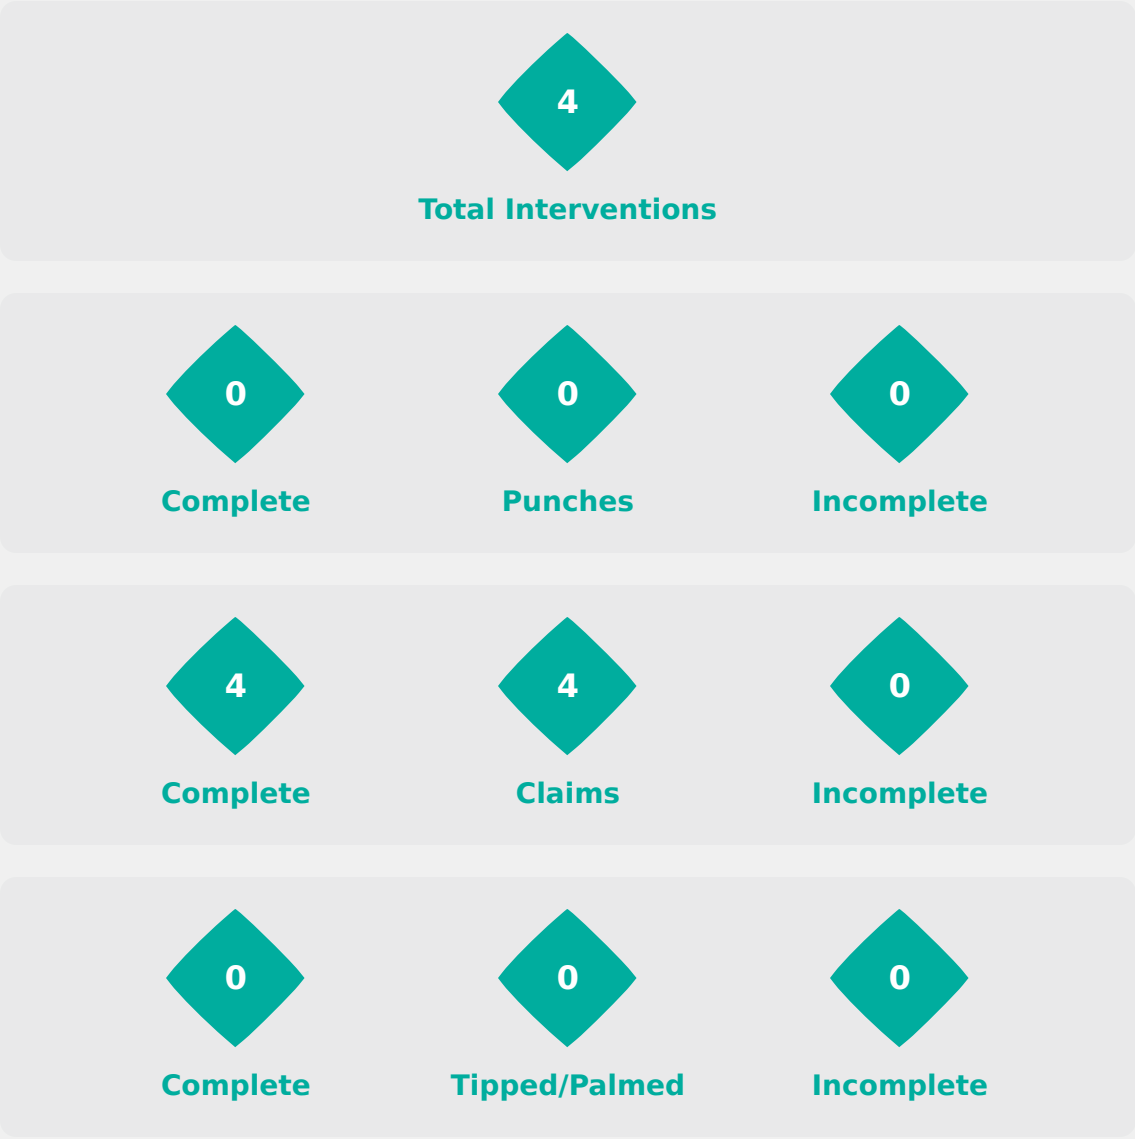 4
Total Interventions
0 0 0
Complete Punches Incomplete
4 4 0
Complete Claims Incomplete
0 0 0
Complete Tipped/Palmed Incomplete